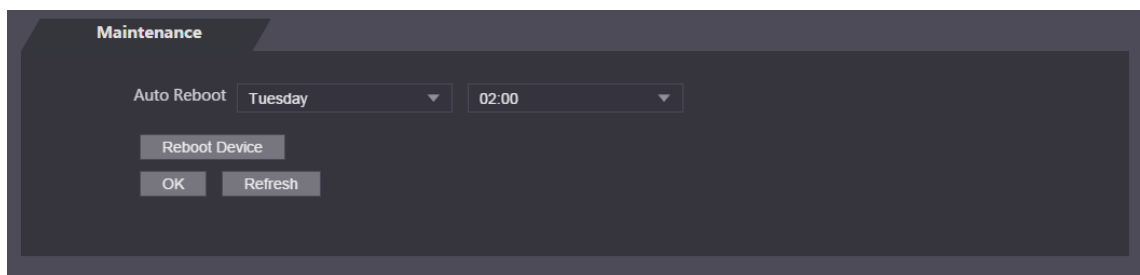 Maintenance
Auto Reboot Tuesday 02:00
Reboot Device
OK Refresh